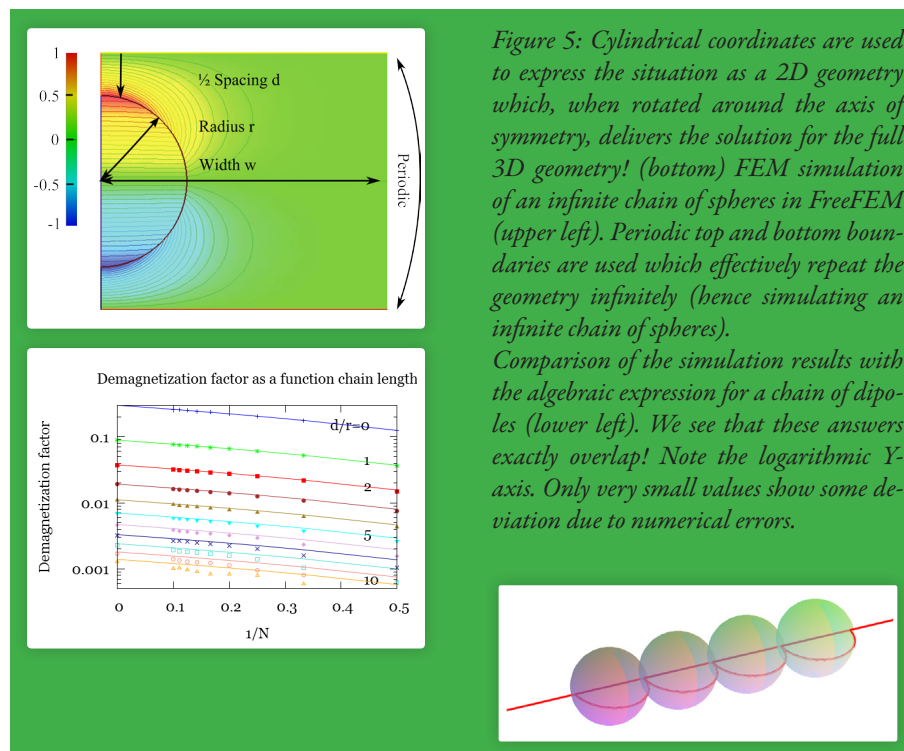 1
0.5
0
-0.5
-1
½ Spacing d
Radius r
Width w
Periodic
Figure 5: Cylindrical coordinates are used
to express the situation as a 2D geometry
which, when rotated around the axis of
symmetry, delivers the solution for the full
3D geometry! (bottom) FEM simulation
of an infinite chain of spheres in FreeFEM
(upper left). Periodic top and bottom boun-
daries are used which effectively repeat the
geometry infinitely (hence simulating an
infinite chain of spheres).
Comparison of the simulation results with
the algebraic expression for a chain of dipo-
les (lower left). We see that these answers
exactly overlap! Note the logarithmic Y-
axis. Only very small values show some de-
viation due to numerical errors.
Demagnetization factor as a function chain length
Demagnetization factor
0.1
0.01
0.001
d/r=0
1
2
5
10
0
0.1
0.2
0.3
0.4
0.5
1/N